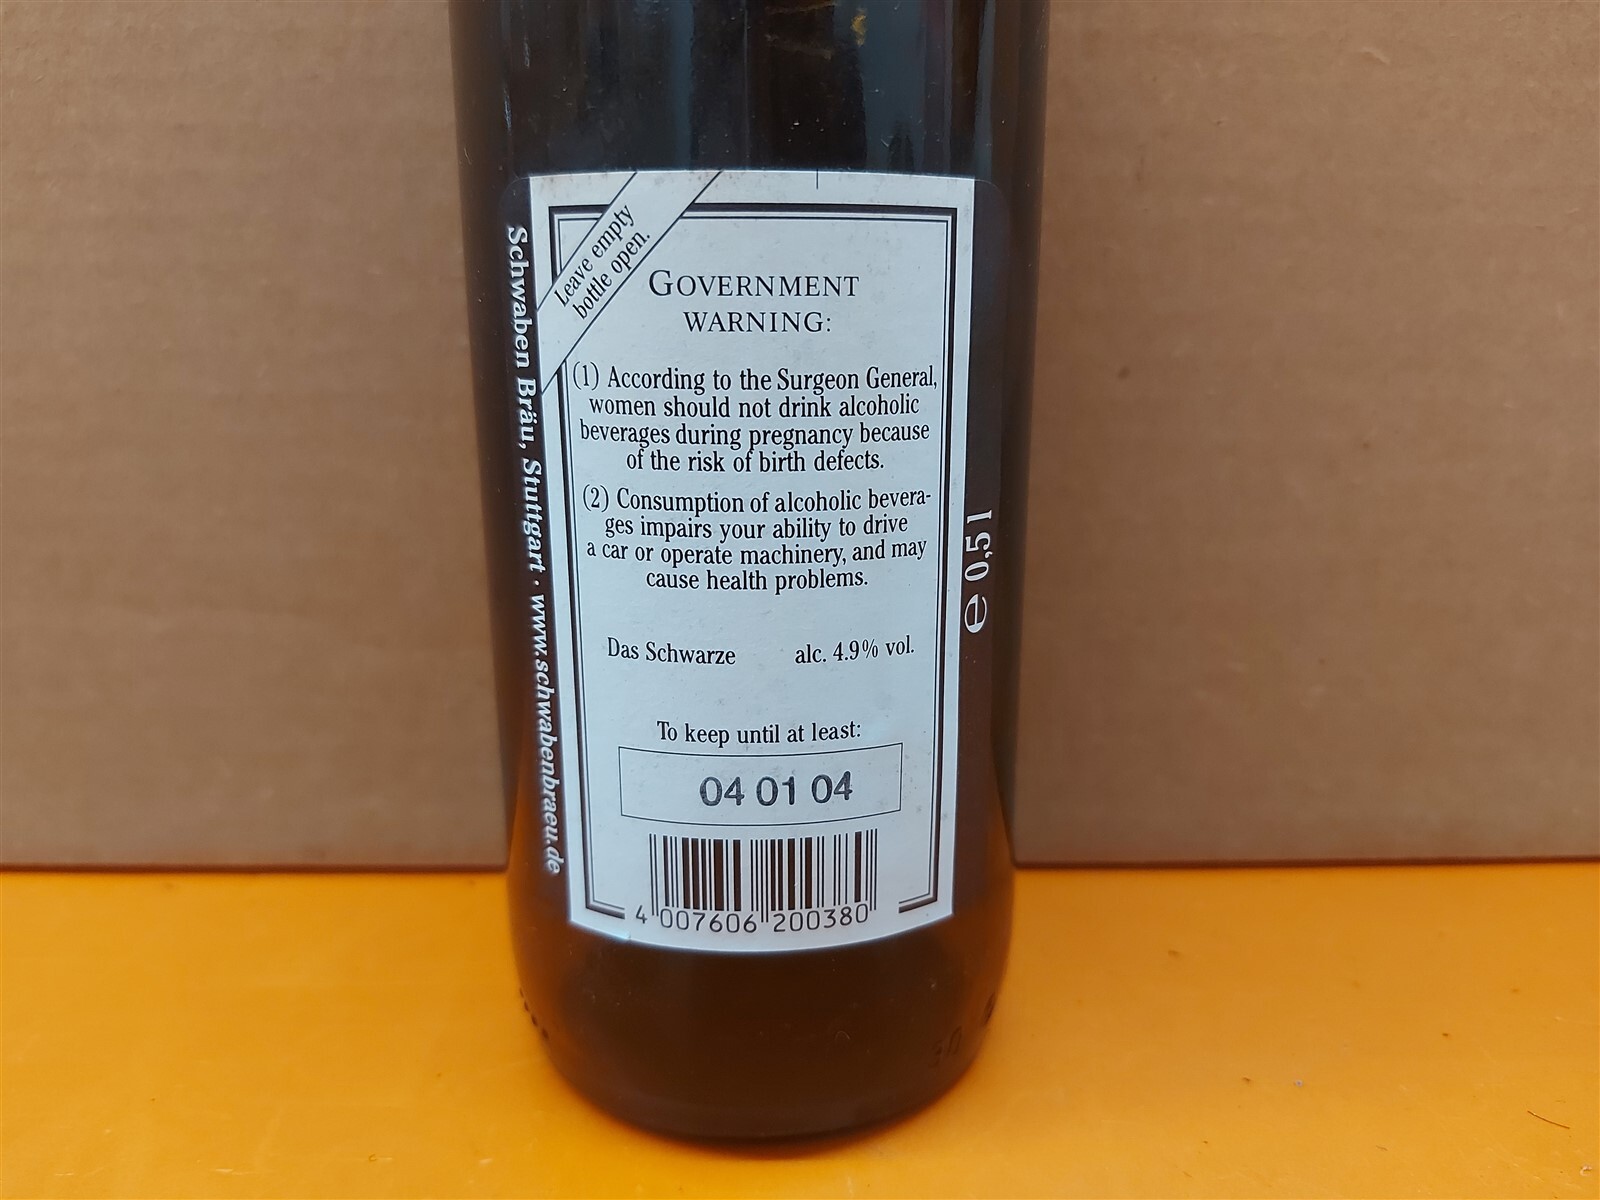 Leave empty
bottle open.
GOVERNMENT
WARNING:
(1) According to the Surgeon General,
women should not drink alcoholic
beverages during pregnancy because
of the risk of birth defects.
(2) Consumption of alcoholic bevera-
ges impairs your ability to drive
a car or operate machinery, and may
cause health problems.
Das Schwarze alc. 4.9% vol.
To keep until at least:
04 01 04
4 007606 200380
Schwaben Bräu, Stuttgart · www.schwabenbraeu.de
e 0,5 l